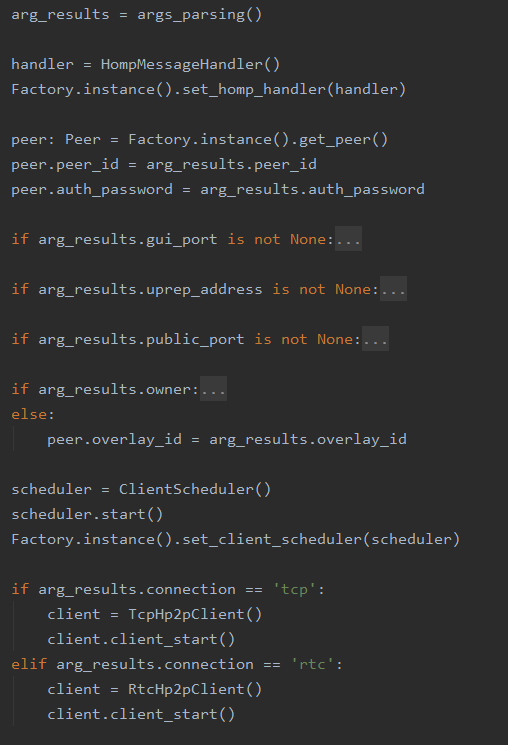 arg_results = args_parsing()
handler = HompMessageHandler()
Factory.instance().set_homp_handler(handler)
peer: Peer = Factory.instance().get_peer()
peer.peer_id = arg_results.peer_id
peer.auth_password = arg_results.auth_password
if arg_results.gui_port is not None:...
if arg_results.uprep_address is not None:...
if arg_results.public_port is not None:...
if arg_results.owner:...
else:
    peer.overlay_id = arg_results.overlay_id
scheduler = ClientScheduler()
scheduler.start()
Factory.instance().set_client_scheduler(scheduler)
if arg_results.connection == 'tcp':
    client = TcpHp2pClient()
    client.client_start()
elif arg_results.connection == 'rtc':
    client = RtcHp2pClient()
    client.client_start()